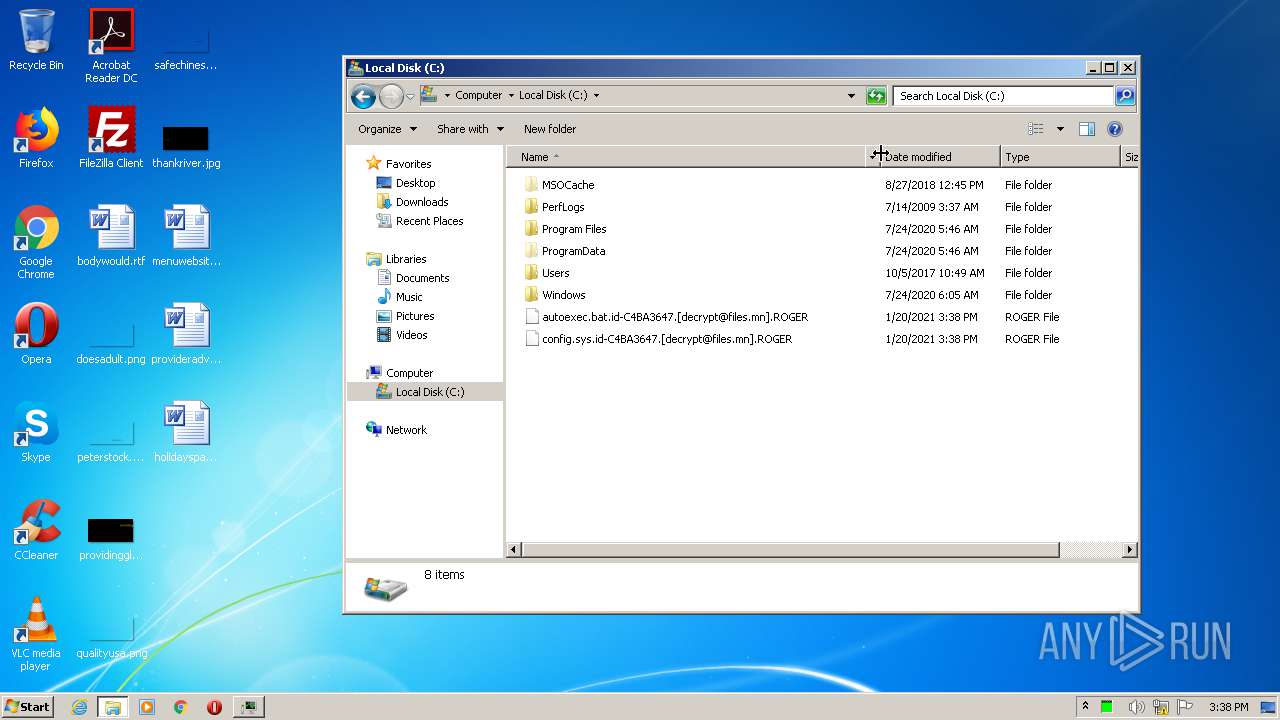 Recycle Bin
Acrobat
Reader DC
safechines...
Firefox
FileZilla Client
thankriver.jpg
Google
Chrome
bodywould.rtf
menuwebsit...
Opera
doesadult.png
provideradv...
Skype
peterstock....
holidayspa...
CCleaner
providinggl...
VLC media
player
qualityusa.png
Local Disk (C:)
Computer
Local Disk (C:)
Search Local Disk (C:)
Organize
Share with
New folder
Favorites
Desktop
Downloads
Recent Places
Libraries
Documents
Music
Pictures
Videos
Computer
Local Disk (C:)
Network
Name Date modified Type Siz
MSOCache 8/27/2018 12:45 PM File folder
PerfLogs 7/14/2009 3:37 AM File folder
Program Files 7/24/2020 5:46 AM File folder
ProgramData 7/24/2020 5:46 AM File folder
Users 10/5/2017 10:49 AM File folder
Windows 7/29/2020 6:05 AM File folder
autoexec.bat.id-C4BA3647.[decrypt@files.mn].ROGER 1/20/2021 3:38 PM ROGER File
config.sys.id-C4BA3647.[decrypt@files.mn].ROGER 1/20/2021 3:38 PM ROGER File
8 items
ANY RUN
Start
3:38 PM